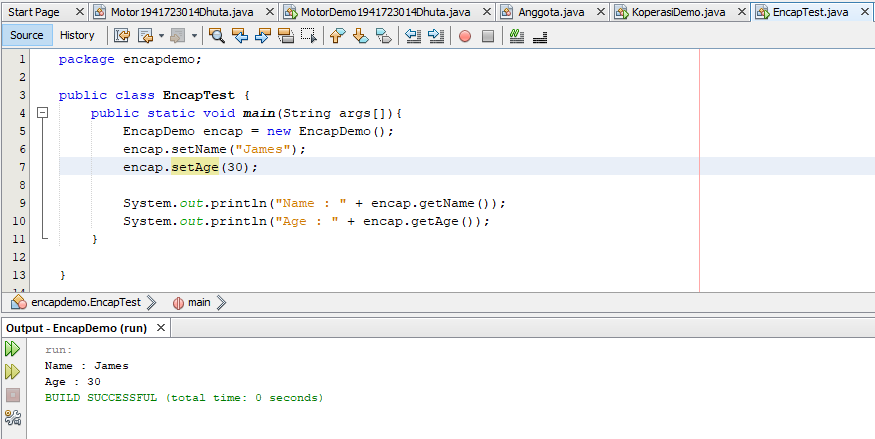 Start Page Motor1941723014Dhuta.java MotorDemo1941723014Dhuta.java Anggota.java KoperasiDemo.java EncapTest.java
Source History
1 package encapdemo;
2
3 public class EncapTest {
4 public static void main(String args[]){
5 EncapDemo encap = new EncapDemo();
6 encap.setName("James");
7 encap.setAge(30);
8
9 System.out.println("Name : " + encap.getName());
10 System.out.println("Age : " + encap.getAge());
11 }
12
13 }
encapdemo.EncapTest main
Output - EncapDemo (run)
run:
Name : James
Age : 30
BUILD SUCCESSFUL (total time: 0 seconds)